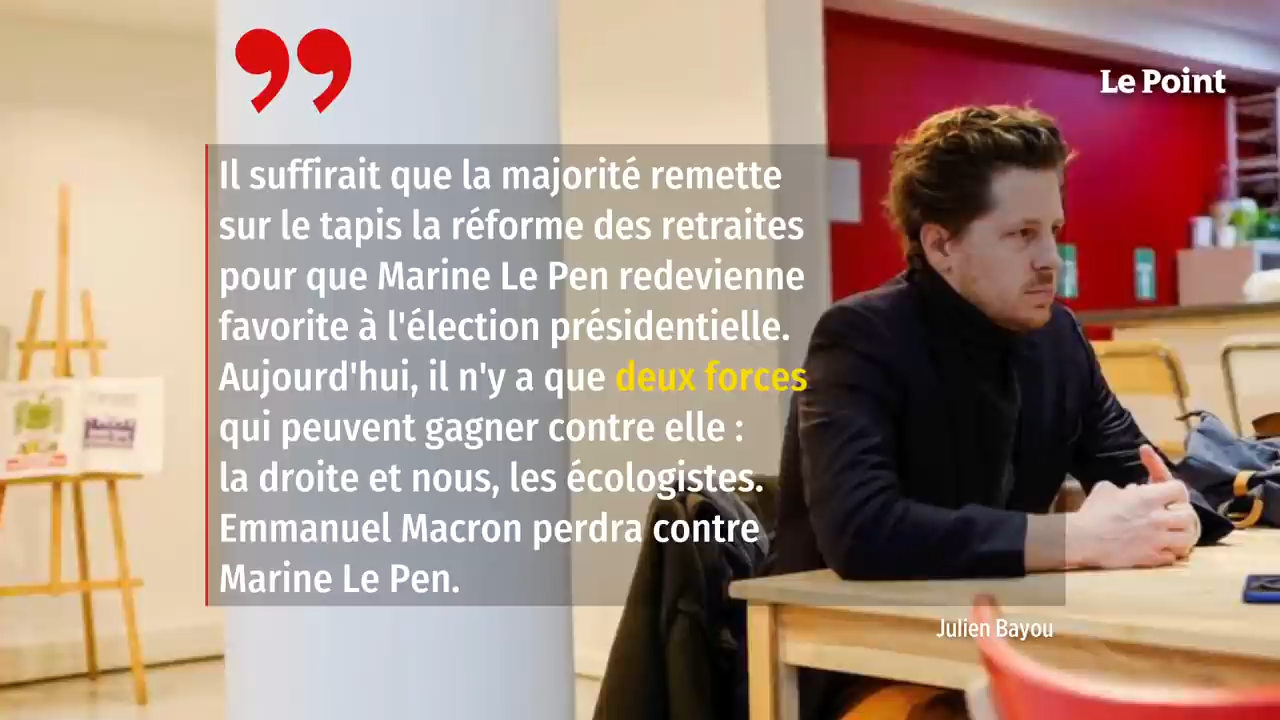 Le Point
Il suffirait que la majorité remette
sur le tapis la réforme des retraites
pour que Marine Le Pen redevienne
favorite à l'élection présidentielle.
Aujourd'hui, il n'y a que deux forces
qui peuvent gagner contre elle :
la droite et nous, les écologistes.
Emmanuel Macron perdra contre
Marine Le Pen.
Julien Bayou